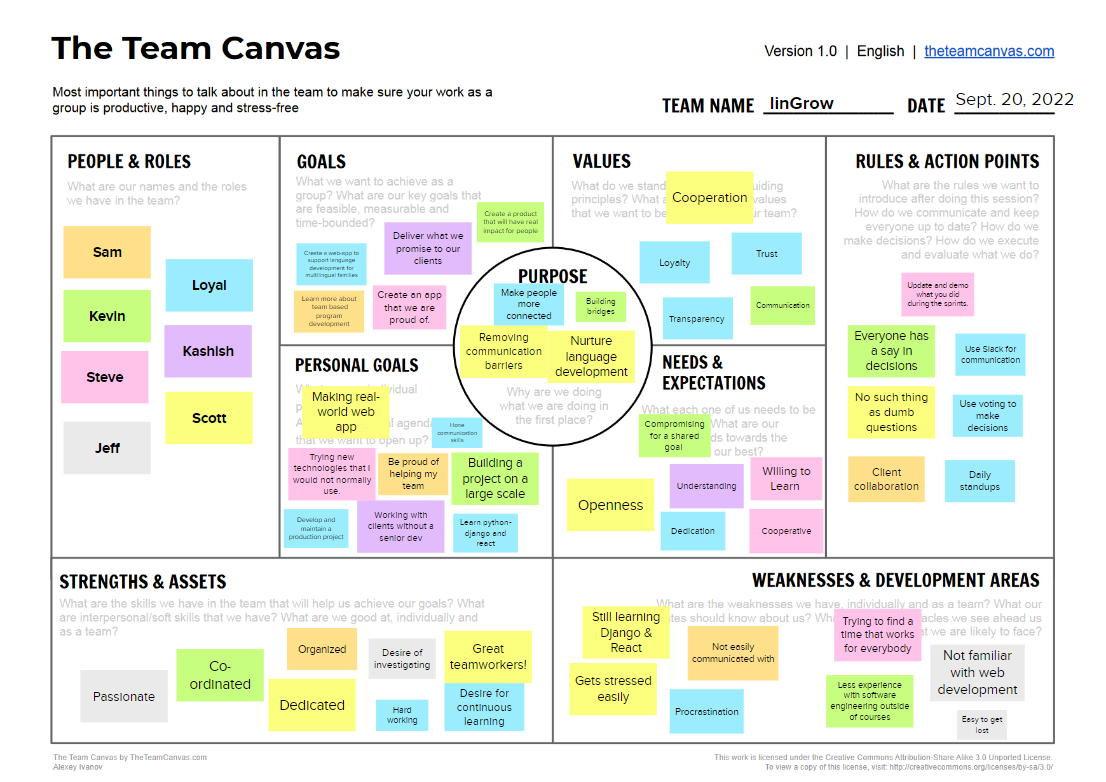 The Team Canvas
Version 1.0 | English | theteamcanvas.com
Most important things to talk about in the team to make sure your work as a
group is productive, happy and stress-free
TEAM NAME linGrow
DATE Sept. 20, 2022
PEOPLE & ROLES
What are our names and the roles
we have in the team?
Sam
Loyal
Kevin
Kashish
Steve
Scott
Jeff
GOALS
What we want to achieve as a
group? What are our key goals that
are feasible, measurable and
time-bounded?
Create a product
that will have real
impact for people
Deliver what we
promise to our
clients
Create a web-app to
support language
development for
multilingual families
Learn more about
team based
program
development
Create an app
that we are
proud of.
PURPOSE
Make people
more
connected
Building
bridges
Removing
communication
barriers
Nurture
language
development
Why are we doing
what we are doing in
the first place?
VALUES
What do we stand
guiding
principles? What
values
that we want to be
our team?
Cooperation
Loyalty
Trust
Transparency
Communication
RULES & ACTION POINTS
What are the rules we want to
introduce after doing this session?
How do we communicate and keep
everyone up to date? How do we
make decisions? How do we execute
and evaluate what we do?
Update and demo
what you did
during the sprints.
Everyone has
a say in
decisions
Use Slack for
communication
No such thing
as dumb
questions
Use voting to
make
decisions
Client
collaboration
Daily
standups
PERSONAL GOALS
that we want to open up?
Making real-
world web
app
Hone
communication
skills
Trying new
technologies that I
would not normally
use.
Be proud of
helping my
team
Building a
project on a
large scale
Develop and
maintain a
production project
Working with
clients without a
senior dev
Learn python-
django and
react
NEEDS &
EXPECTATIONS
What each one of us needs to be
What are our
towards the
our best?
Compromising
for a shared
goal
Understanding
WIlling to
Learn
Openness
Dedication
Cooperative
STRENGTHS & ASSETS
What are the skills we have in the team that will help us achieve our goals? What
are interpersonal/soft skills that we have? What are we good at, individually and
as a team?
Passionate
Co-
ordinated
Organized
Dedicated
Desire of
investigating
Hard
working
Great
teamworkers!
Desire for
continuous
learning
WEAKNESSES & DEVELOPMENT AREAS
What are the weaknesses we have, individually and as a team? What our
should know about us?
obstacles we see ahead us
that we are likely to face?
Still learning
Django &
React
Gets stressed
easily
Not easily
communicated with
Procrastination
Trying to find a
time that works
for everybody
Less experience
with software
engineering outside
of courses
Not familiar
with web
development
Easy to get
lost
The Team Canvas by TheTeamCanvas.com
Alexey Ivanov
This work is licensed under the Creative Commons Attribution-Share Alike 3.0 Unported License.
To view a copy of this license, visit: http://creativecommons.org/licenses/by-sa/3.0/